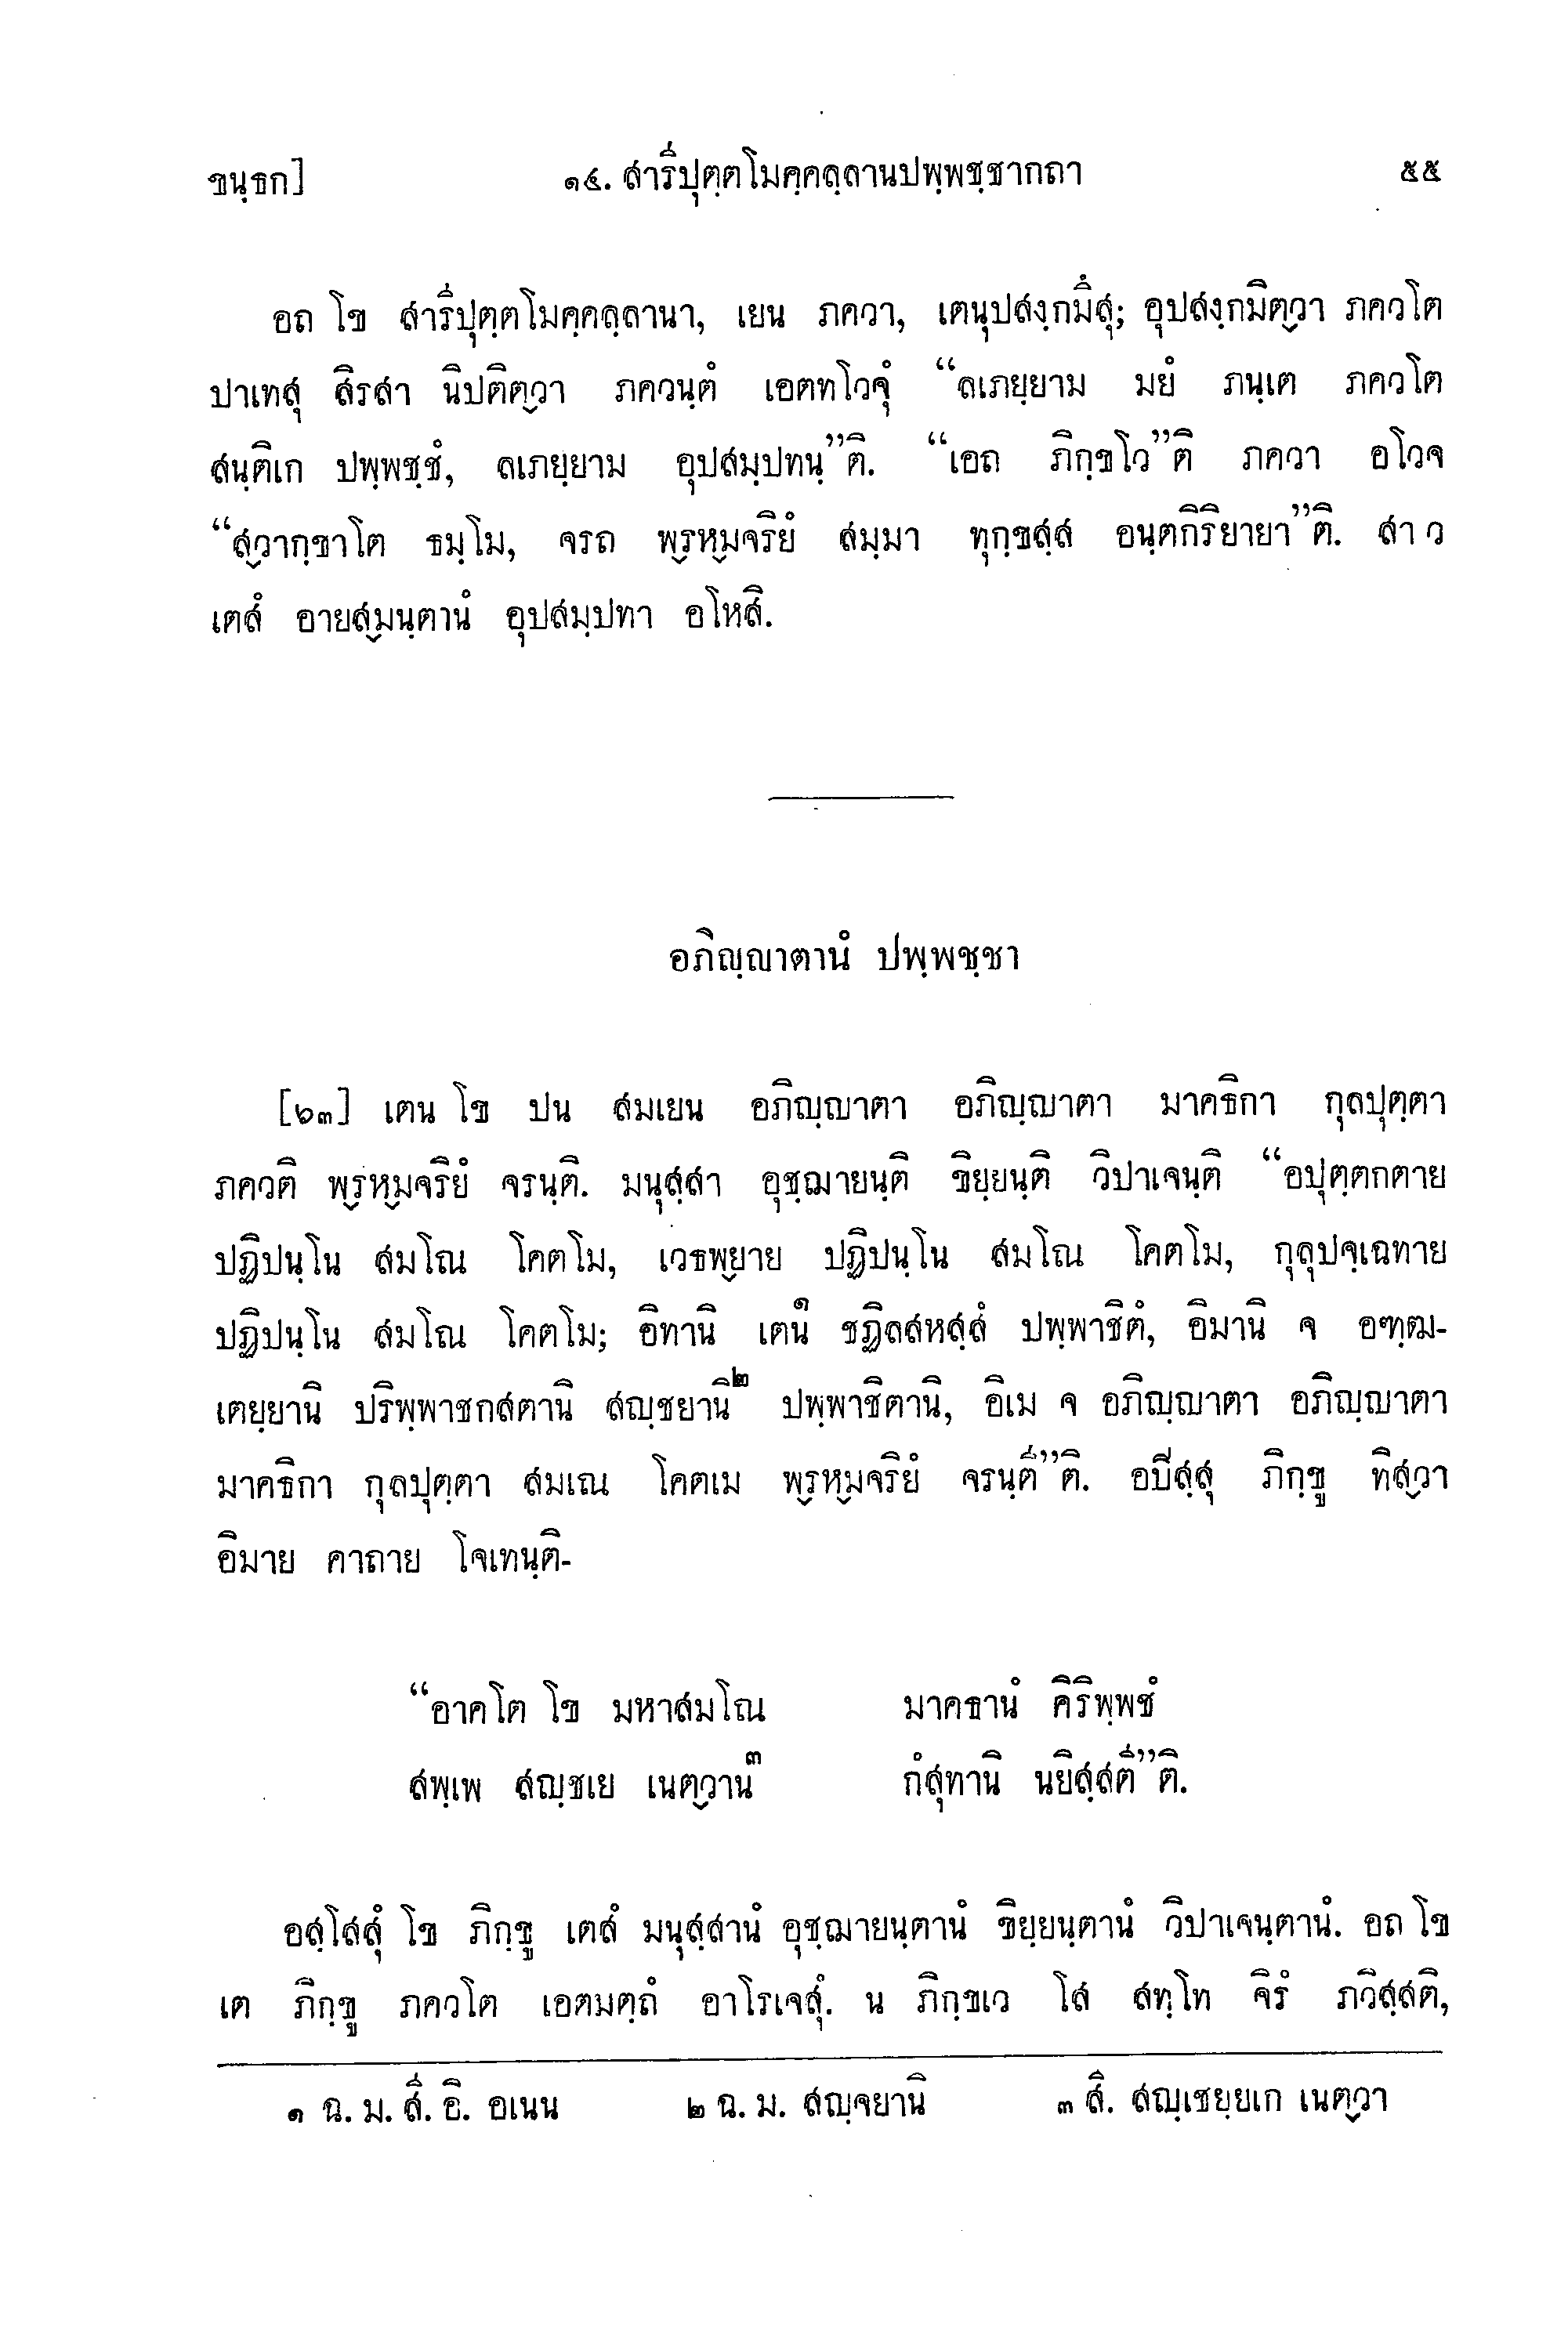 ขนฺธก] ๑๔. สารีปุตฺตโมคฺคลฺลานปพฺพชฺชากถา ๕๕
อถ โข สารีปุตฺตโมคฺคลฺลานา, เยน ภควา, เตนุปสงฺกมึสุ; อุปสงฺกมิต๎วา ภควโต
ปาเทสุ สิรสา นิปติต๎วา ภควนฺตํ เอตทโวจุํ “ลเภยฺยาม มยํ ภนฺเต ภควโต
สนฺติเก ปพฺพชฺชํ, ลเภยฺยาม อุปสมฺปทนฺ”ติ. “เอถ ภิกฺขโว”ติ ภควา อโวจ
“ส๎วากฺขาโต ธมฺโม, จรถ พ๎รห๎มจริยํ สมฺมา ทุกฺขสฺส อนฺตกิริยายา”ติ. สา ว
เตสํ อายส๎มนฺตานํ อุปสมฺปทา อโหสิ.
อภิญฺญาตานํ ปพฺพชฺชา
[๖๓] เตน โข ปน สมเยน อภิญฺญาตา อภิญฺญาตา มาคธิกา กุลปุตฺตา
ภควติ พ๎รห๎มจริยํ จรนฺติ. มนุสฺสา อุชฺฌายนฺติ ขิยฺยนฺติ วิปาเจนฺติ “อปุตฺตกตาย
ปฏิปนฺโน สมโณ โคตโม, เวธพ๎ยาย ปฏิปนฺโน สมโณ โคตโม, กุลุปจฺเฉทาย
ปฏิปนฺโน สมโณ โคตโม; อิทานิ เตน๑ ชฏิลสหสฺสํ ปพฺพาชิตํ, อิมานิ จ อฑฺฒ-
เตยฺยานิ ปริพฺพาชกสตานิ สญฺชยานิ๒ ปพฺพาชิตานิ, อิเม จ อภิญฺญาตา อภิญฺญาตา
มาคธิกา กุลปุตฺตา สมเณ โคตเม พ๎รห๎มจริยํ จรนฺตี”ติ. อปีสฺสุ ภิกฺขู ทิส๎วา
อิมาย คาถาย โจเทนฺติ-
“อาคโต โข มหาสมโณ มาคธานํ คิริพฺพชํ
สพฺเพ สญฺชเย เนต๎วาน๓ กํสุทานิ นยิสฺสตี”ติ.
อสฺโสสุํ โข ภิกฺขู เตสํ มนุสฺสานํ อุชฺฌายนฺตานํ ขิยฺยนฺตานํ วิปาเจนฺตานํ. อถ โข
เต ภิกฺขู ภควโต เอตมตฺถํ อาโรเจสุํ. น ภิกฺขเว โส สทฺโท จิรํ ภวิสฺสติ,
๑ ฉ. ม. สี. อิ. อเนน ๒ ฉ. ม. สญฺจยานิ ๓ สึ. สญฺเชยฺยเก เนต๎วา